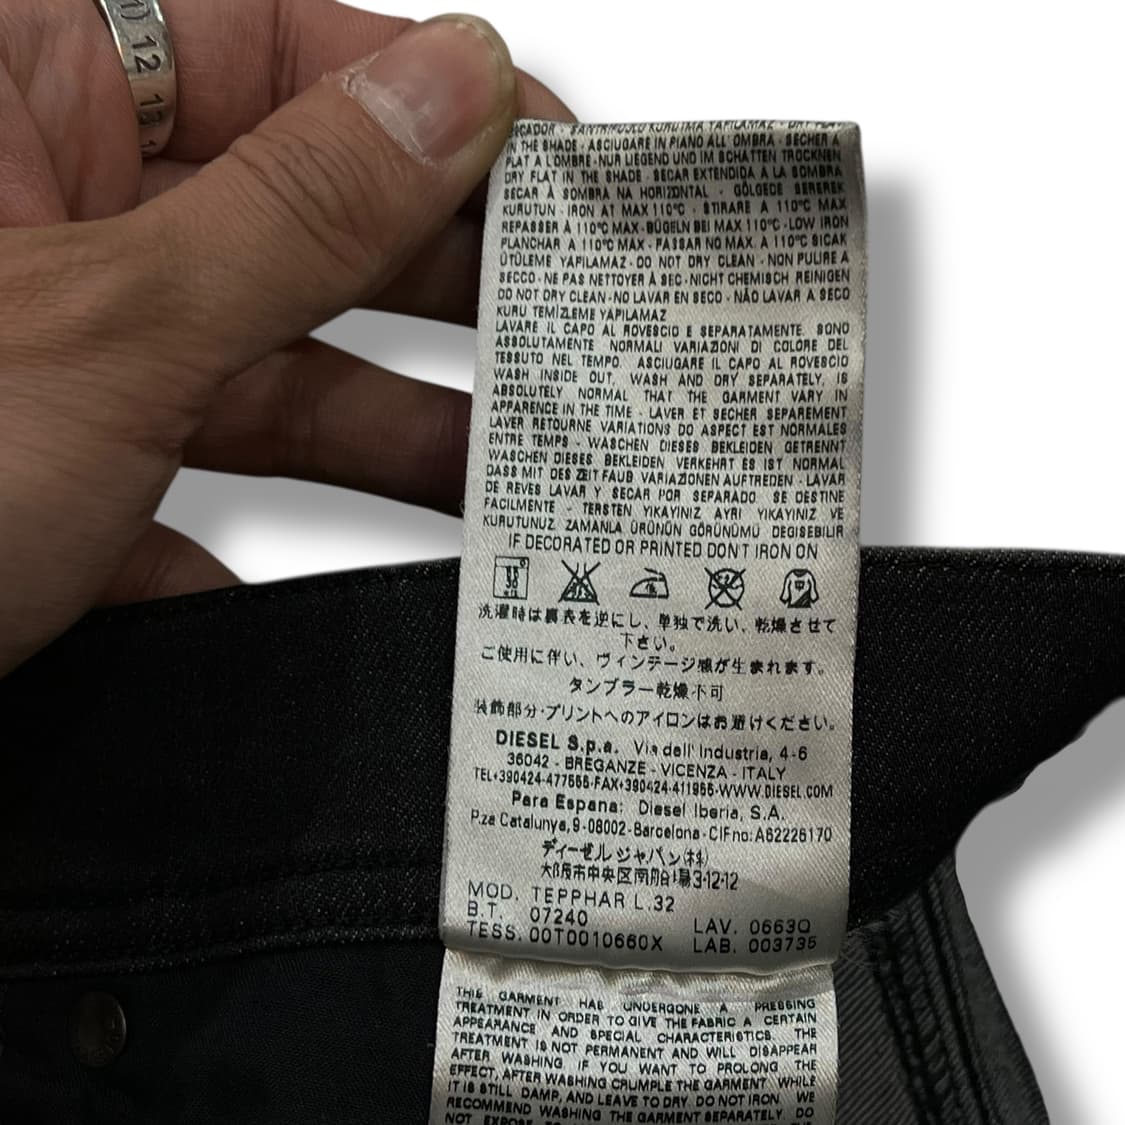 12
12
IN THE SHADE - ASCIUGARE IN PIANO ALL' OMBRA - SECHER A
PLAT A L'OMBRE - NUR LIEGEND UND IM SCHATTEN TROCKNEN
DRY FLAT IN THE SHADE - SECAR EXTENDIDA A LA SOMBRA
SECAR À SOMBRA NA HORIZONTAL - GÖLGEDE SEREREK
KURUTUN - IRON AT MAX 110°C - STIRARE A 110°C MAX
REPASSER À 110°C MAX - BÜGELN BEI MAX 110°C - LOW IRON
PLANCHAR A 110°C MAX - PASSAR NO MAX. A 110°C SICAK
ÜTÜLEME YAPILAMAZ - DO NOT DRY CLEAN - NON PULIRE A
SECCO - NE PAS NETTOYER À SEC - NICHT CHEMISCH REINIGEN
DO NOT DRY CLEAN - NO LAVAR EN SECO - NÃO LAVAR A SECO
KURU TEMİZLEME YAPILAMAZ
LAVARE IL CAPO AL ROVESCIO E SEPARATAMENTE. SONO
ASSOLUTAMENTE NORMALI VARIAZIONI DI COLORE DEL
TESSUTO NEL TEMPO. ASCIUGARE IL CAPO AL ROVESCIO
WASH INSIDE OUT, WASH AND DRY SEPARATELY, IS
ABSOLUTELY NORMAL THAT THE GARMENT VARY IN
APPARENCE IN THE TIME - LAVER ET SECHER SEPAREMENT
LAVER RETOURNE VARIATIONS DO ASPECT EST NORMALES
ENTRE TEMPS - WASCHEN DIESES BEKLEIDEN GETRENNT
WASCHEN DIESES BEKLEIDEN VERKEHRT ES IST NORMAL
DASS MIT DES ZEIT FAUB VARIAZIONEN AUFTREDEN - LAVAR
DE REVES LAVAR Y SECAR POR SEPARADO SE DESTINE
FACILMENTE - TERSTEN YIKAYINIZ AYRI YIKAYINIZ VE
KURUTUNUZ ZAMANLA ÜRÜNÜN GÖRÜNÜMÜ DEGISEBILIR
IF DECORATED OR PRINTED DON'T IRON ON
洗濯時は裏表を逆にし、単独で洗い、乾燥させて
下さい。
ご使用に伴い、ヴィンテージ感が生まれます。
タンブラー乾燥不可
装飾部分・プリントへのアイロンはお避けください。
DIESEL S.p.a. Via dell' Industria, 4-6
36042 - BREGANZE - VICENZA - ITALY
TEL+390424-477555-FAX+390424-411955-WWW.DIESEL.COM
Para Espana: Diesel Iberia, S.A.
P.za Catalunya,9-08002-Barcelona-CIFno:A62226170
ディーゼルジャパン(株)
大阪市中央区南船場3-12-12
MOD. TEPPHAR L.32
B.T. 07240 LAV. 0663Q
TESS. 00T0010660X LAB. 003735
THIS GARMENT HAS UNDERGONE A PRESSING
TREATMENT IN ORDER TO GIVE THE FABRIC A CERTAIN
APPEARANCE AND SPECIAL CHARACTERISTICS. THE
TREATMENT IS NOT PERMANENT AND WILL DISAPPEAR
AFTER WASHING IF YOU WANT TO PROLONG THE
EFFECT, AFTER WASHING CRUMPLE THE GARMENT WHILE
IT IS STILL DAMP, AND LEAVE TO DRY. DO NOT IRON. WE
RECOMMEND WASHING THE GARMENT SEPARATELY. DO
NOT EXPOSE